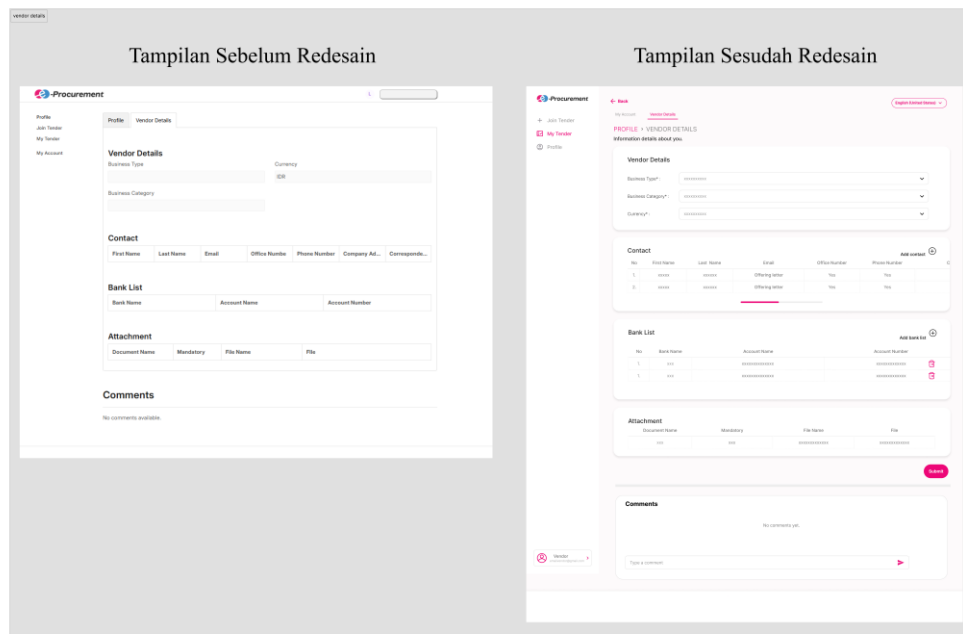 vendor details
Tampilan Sebelum Redesain
e-Procurement
Profile
Join Tender
My Tender
My Account
Profile Vendor Details
Vendor Details
Business Type Currency
IDR
Business Category
Contact
First Name Last Name Email Office Numbe Phone Number Company Ad... Corresponde...
Bank List
Bank Name Account Name Account Number
Attachment
Document Name Mandatory File Name File
Comments
No comments available.
Tampilan Sesudah Redesain
e-Procurement
Join Tender
My Tender
Profile
Back
English (United States)
My Account Vendor Details
PROFILE › VENDOR DETAILS
Information details about you.
Vendor Details
Business Type* :
Business Category* :
Currency* :
Contact
Add contact
No First Name Last Name Email Office Number Phone Number
Offering letter Yes Yes
Offering letter Yes Yes
Bank List
Add bank list
No Bank Name Account Name Account Number
Attachment
Document Name Mandatory File Name File
xxx xxx
Submit
Comments
No comments yet.
Type a comment
Vendor